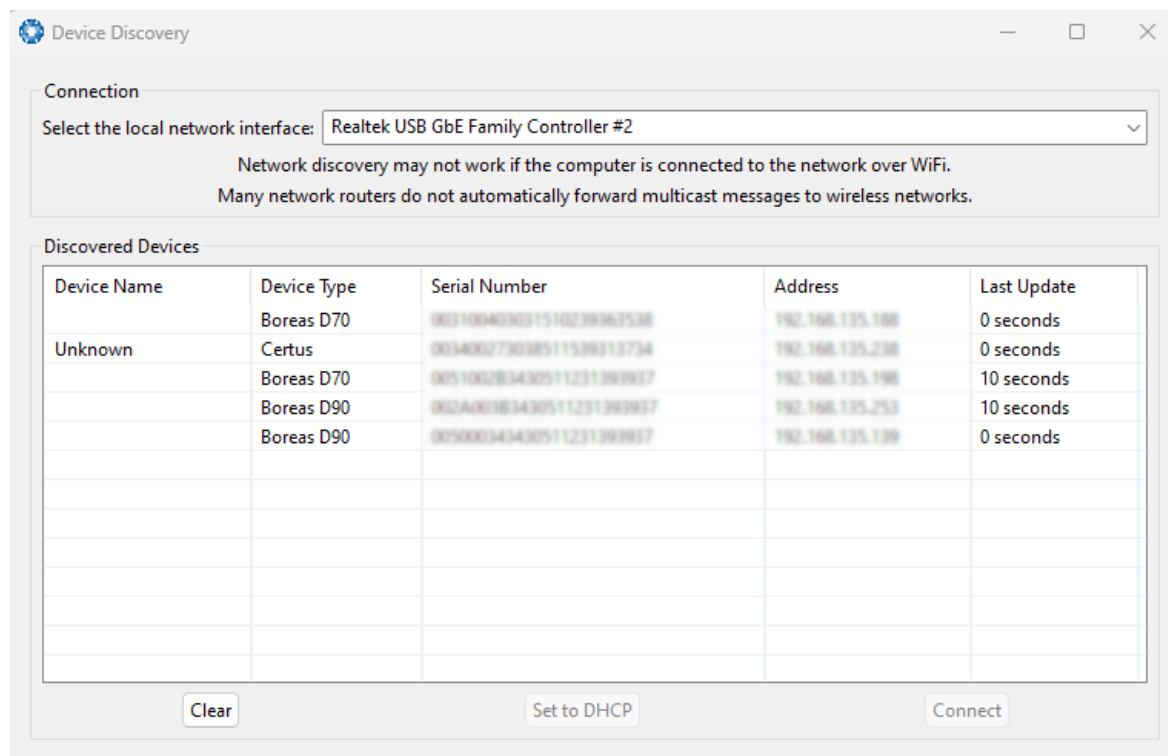 Device Discovery
Connection
Select the local network interface: Realtek USB GbE Family Controller #2
Network discovery may not work if the computer is connected to the network over WiFi.
Many network routers do not automatically forward multicast messages to wireless networks.
Discovered Devices
Device Name Device Type Serial Number Address Last Update
Boreas D70 0 seconds
Unknown Certus 0 seconds
Boreas D70 10 seconds
Boreas D90 10 seconds
Boreas D90 0 seconds
Clear Set to DHCP Connect